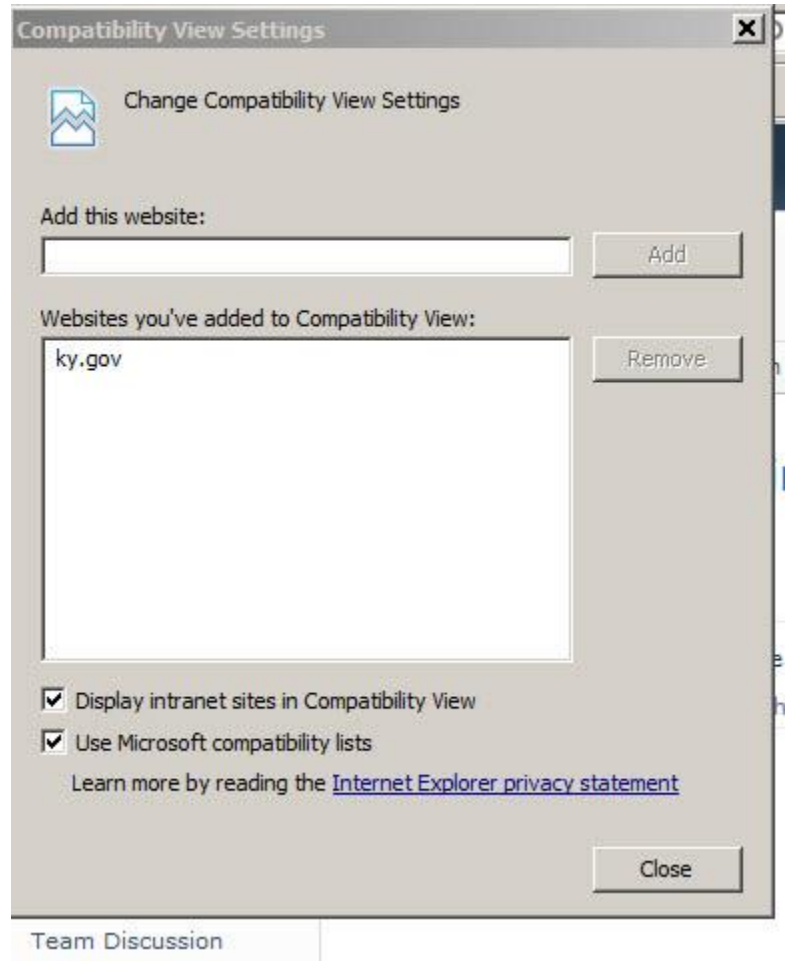 Compatibility View Settings
Change Compatibility View Settings
Add this website:
Add
Websites you've added to Compatibility View:
ky.gov
Remove
Display intranet sites in Compatibility View
Use Microsoft compatibility lists
Learn more by reading the Internet Explorer privacy statement
Close
Team Discussion